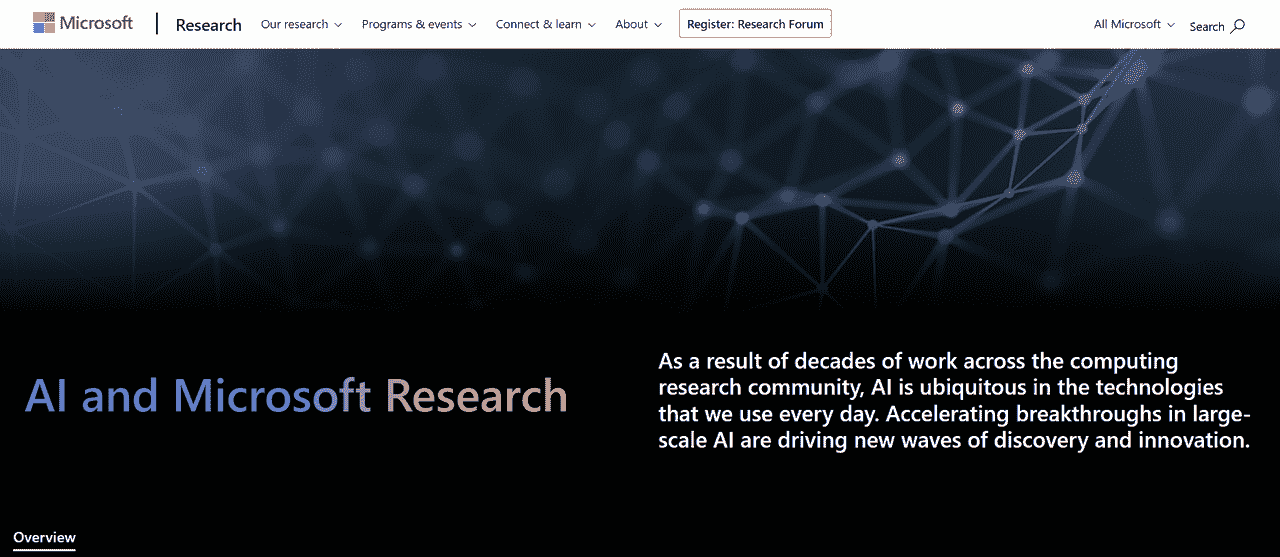 Microsoft | Research Our research Programs & events Connect & learn About Register: Research Forum All Microsoft Search
AI and Microsoft Research
As a result of decades of work across the computing
research community, AI is ubiquitous in the technologies
that we use every day. Accelerating breakthroughs in large-
scale AI are driving new waves of discovery and innovation.
Overview